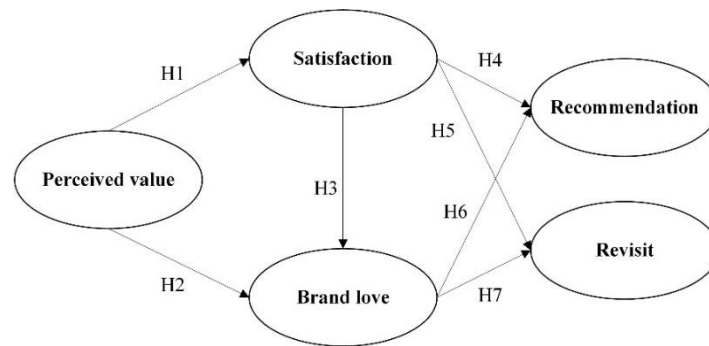 Satisfaction
H1
H4
Recommendation
H5
Perceived value
H3
H6
Revisit
H2
Brand love
H7